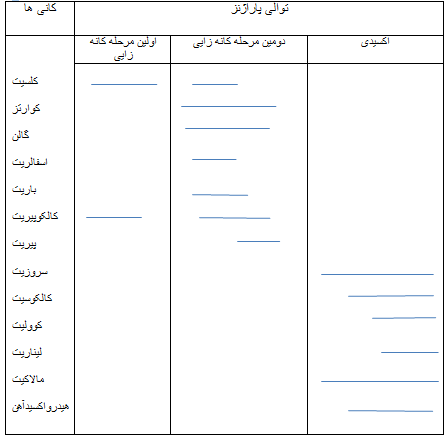 کانی ها
توالی پاراژنز
اولین مرحله کانه
زایی
دومین مرحله کانه زایی
اکسیدی
کلسیت
کوارتز
گالن
اسفالریت
باریت
کالکوپیریت
پیریت
سروزیت
کالکوسیت
کوولیت
لیناریت
مالاکیت
هیدرواکسیدآهن